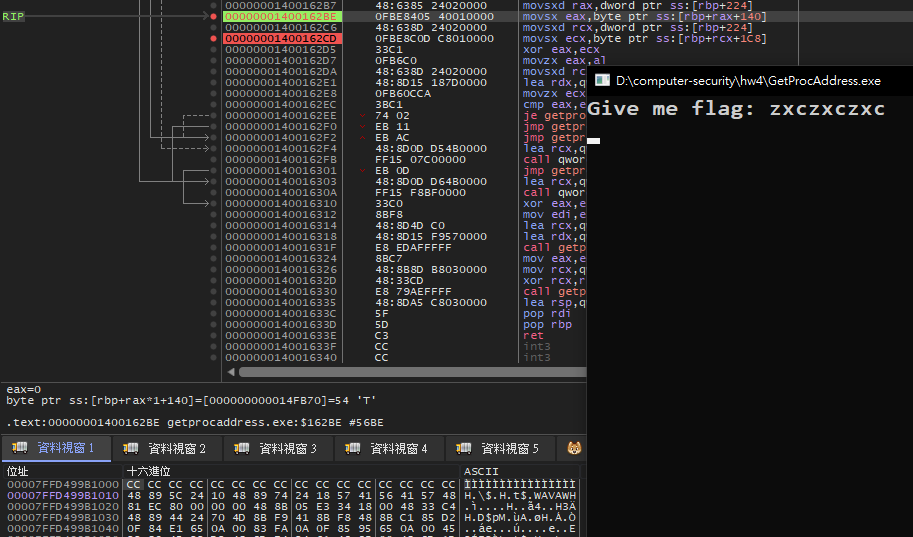 RIP
00000001400162B7 48:6385 24020000 movsxd rax,dword ptr ss:[rbp+224]
00000001400162BE 0FBE8405 40010000 movsx eax,byte ptr ss:[rbp+rax+140]
00000001400162C6 48:638D 24020000 movsxd rcx,dword ptr ss:[rbp+224]
00000001400162CD 0FBE8C0D C8010000 movsx ecx,byte ptr ss:[rbp+rcx+1C8]
00000001400162D5 33C1 xor eax,ecx
00000001400162D7 0FB6C0 movzx eax,al
00000001400162DA 48:638D 24020000 movsxd rc
00000001400162E1 48:8D15 187D0000 lea rdx,q
00000001400162E8 0FB60CCA movzx ecx
00000001400162EC 3BC1 cmp eax,e
00000001400162EE 74 02 je getpro
00000001400162F0 EB 11 jmp getpr
00000001400162F2 EB AC jmp getpr
00000001400162F4 48:8D0D D54B0000 lea rcx,q
00000001400162FB FF15 07C00000 call qwor
0000000140016301 EB 0D jmp getpr
0000000140016303 48:8D0D D64B0000 lea rcx,q
000000014001630A FF15 F8BF0000 call qwor
0000000140016310 33C0 xor eax,e
0000000140016312 8BF8 mov edi,e
0000000140016314 48:8D4D C0 lea rcx,q
0000000140016318 48:8D15 F9570000 lea rdx,q
000000014001631F E8 EDAFFFFF call getp
0000000140016324 8BC7 mov eax,e
0000000140016326 48:8B8D B8030000 mov rcx,q
000000014001632D 48:33CD xor rcx,r
0000000140016330 E8 79AEFFFF call getp
0000000140016335 48:8DA5 C8030000 lea rsp,q
000000014001633C 5F pop rdi
000000014001633D 5D pop rbp
000000014001633E C3 ret
000000014001633F CC int3
0000000140016340 CC int3
D:\computer-security\hw4\GetProcAddress.exe
Give me flag: zxczxczxc
eax=0
byte ptr ss:[rbp+rax*1+140]=[000000000014FB70]=54 'T'
.text:00000001400162BE getprocaddress.exe:$162BE #56BE
資料視窗 1 資料視窗 2 資料視窗 3 資料視窗 4 資料視窗 5
位址 十六進位 ASCII
00007FFD499B1000 CC CC CC CC CC CC CC CC CC CC CC CC CC CC CC CC ÌÌÌÌÌÌÌÌÌÌÌÌÌÌÌÌ
00007FFD499B1010 48 89 5C 24 10 48 89 74 24 18 57 41 56 41 57 48 H.\$.H.t$.WAVAWH
00007FFD499B1020 81 EC 80 00 00 00 48 8B 05 E3 34 18 00 48 33 C4 .ì....H..ã4..H3Ä
00007FFD499B1030 48 89 44 24 70 4D 8B F9 41 8B F8 48 8B C1 85 D2 H.D$pM.ùA.øH.Á.Ò
00007FFD499B1040 0F 84 E1 65 0A 00 83 FA 0A 0F 85 95 65 0A 00 45 ..áe...ú....e..E